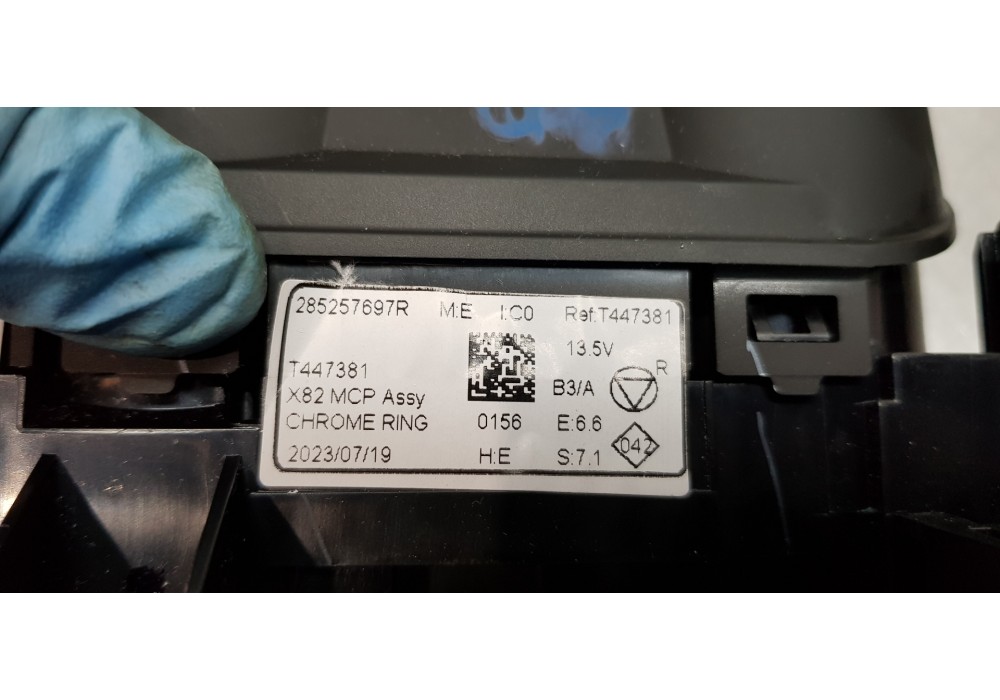 285257697R M:E I:C0 Ref:T447381
13.5V
T447381 R
X82 MCP Assy B3/A
CHROME RING 0156 E:6.6
042
2023/07/19 H:E S:7.1